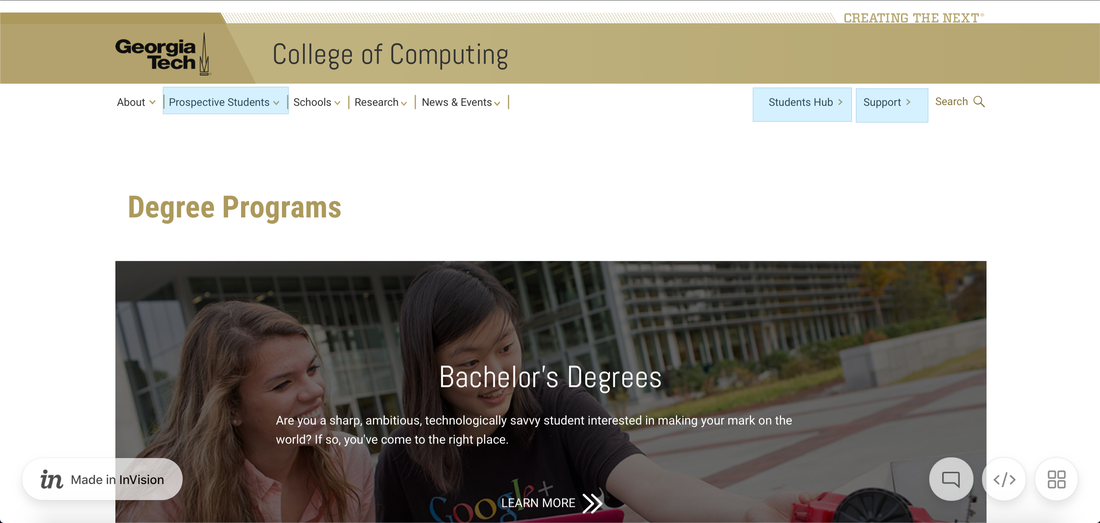 CREATING THE NEXT®
Georgia
Tech
College of Computing
About
Prospective Students
Schools
Research
News & Events
Students Hub
Support
Search
Degree Programs
Bachelor's Degrees
Are you a sharp, ambitious, technologically savvy student interested in making your mark on the
world? If so, you've come to the right place.
Google+
LEARN MORE
in Made in InVision